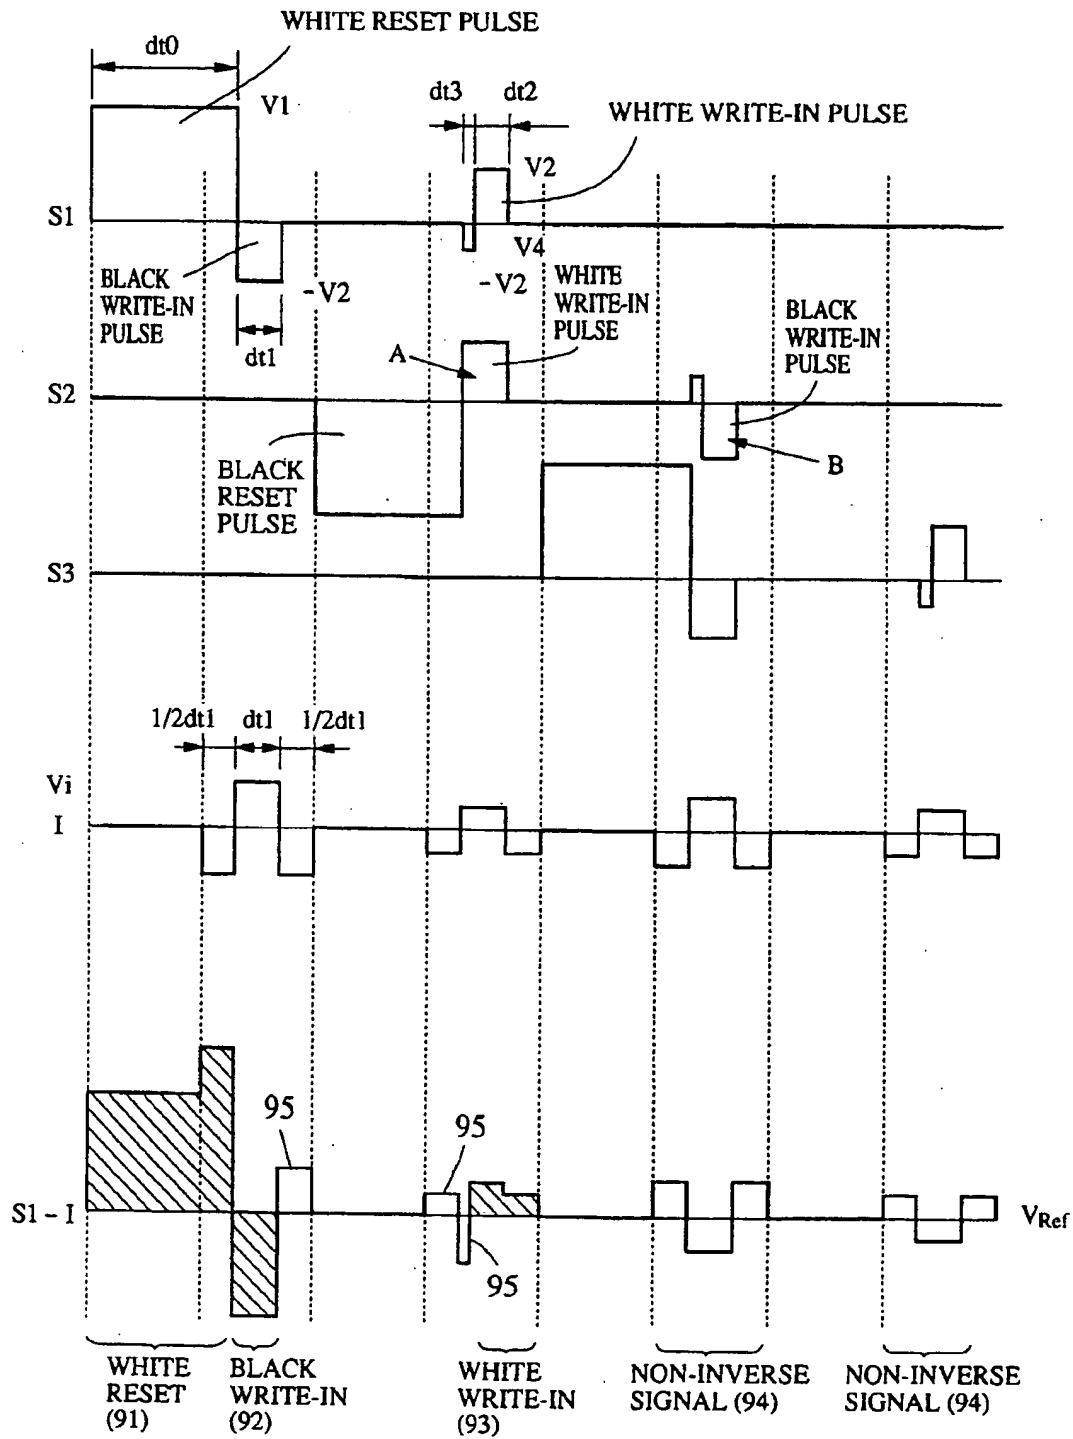 WHITE RESET PULSE
dt0
V1
dt3
dt2
WHITE WRITE-IN PULSE
V2
S1
V4
-V2
BLACK
WRITE-IN
PULSE
-V2
WHITE
WRITE-IN
PULSE
BLACK
WRITE-IN
PULSE
dt1
A
S2
B
BLACK
RESET
PULSE
S3
1/2dt1
dt1
1/2dt1
Vi
I
95
95
S1 - I
VRef
95
WHITE
RESET
(91)
BLACK
WRITE-IN
(92)
WHITE
WRITE-IN
(93)
NON-INVERSE
SIGNAL (94)
NON-INVERSE
SIGNAL (94)